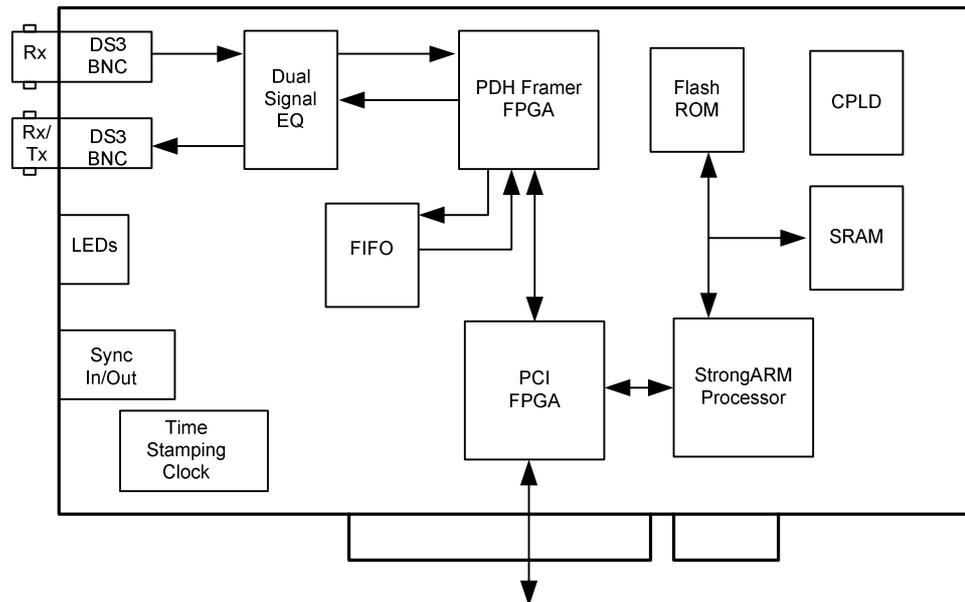 Rx
DS3
BNC
Rx/
Tx
DS3
BNC
Dual
Signal
EQ
PDH Framer
FPGA
Flash
ROM
CPLD
LEDs
FIFO
SRAM
Sync
In/Out
PCI
FPGA
StrongARM
Processor
Time
Stamping
Clock